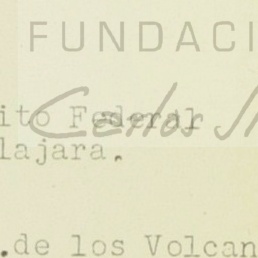 FUNDACI
ito Federal
Carlos
lajara.
.de los Volcan